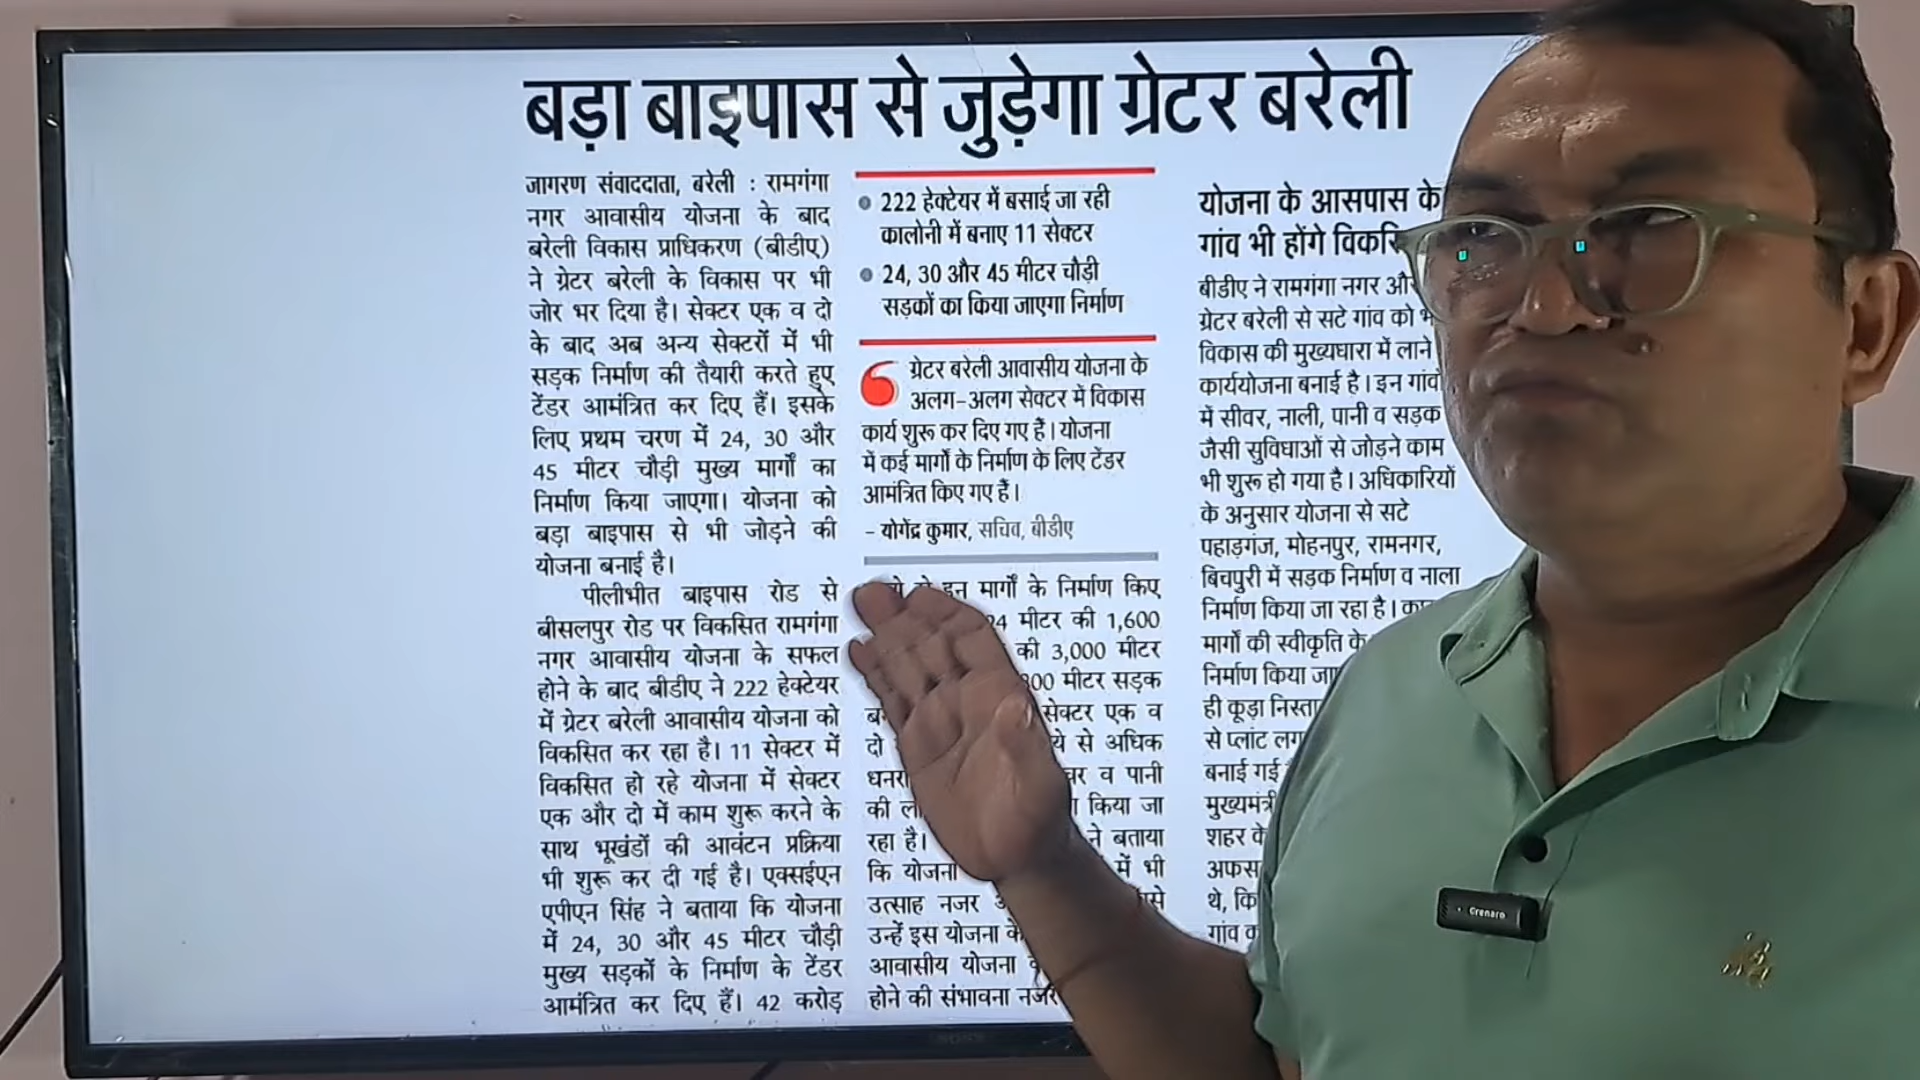 बड़ा बाइपास से जुड़ेगा ग्रेटर बरेली
जागरण संवाददाता, बरेली : रामगंगा
नगर आवासीय योजना के बाद
बरेली विकास प्राधिकरण (बीडीए)
ने ग्रेटर बरेली के विकास पर भी
जोर भर दिया है। सेक्टर एक व दो
के बाद अब अन्य सेक्टरों में भी
सड़क निर्माण की तैयारी करते हुए
टेंडर आमंत्रित कर दिए हैं। इसके
लिए प्रथम चरण में 24, 30 और
45 मीटर चौड़ी मुख्य मार्गों का
निर्माण किया जाएगा। योजना को
बड़ा बाइपास से भी जोड़ने की
योजना बनाई है।
पीलीभीत बाइपास रोड से
बीसलपुर रोड पर विकसित रामगंगा
नगर आवासीय योजना के सफल
होने के बाद बीडीए ने 222 हेक्टेयर
में ग्रेटर बरेली आवासीय योजना को
विकसित कर रहा है। 11 सेक्टर में
विकसित हो रहे योजना में सेक्टर
एक और दो में काम शुरू करने के
साथ भूखंडों की आवंटन प्रक्रिया
भी शुरू कर दी गई है। एक्सईएन
एपीएन सिंह ने बताया कि योजना
में 24, 30 और 45 मीटर चौड़ी
मुख्य सड़कों के निर्माण के टेंडर
आमंत्रित कर दिए हैं। 42 करोड़
222 हेक्टेयर में बसाई जा रही
कालोनी में बनाए 11 सेक्टर
24, 30 और 45 मीटर चौड़ी
सड़कों का किया जाएगा निर्माण
ग्रेटर बरेली आवासीय योजना के
अलग-अलग सेक्टर में विकास
कार्य शुरू कर दिए गए हैं। योजना
में कई मार्गों के निर्माण के लिए टेंडर
आमंत्रित किए गए हैं।
- योगेंद्र कुमार, सचिव, बीडीए
इन मार्गों के निर्माण किए
24 मीटर की 1,600
की 3,000 मीटर
मीटर सड़क
सेक्टर एक व
दो से अधिक
व पानी
की किया जा
रहा है। ने बताया
कि योजना में भी
उत्साह नजर
उन्हें इस योजना के
आवासीय योजना
होने की संभावना नजर
योजना के आसपास के
गांव भी होंगे
बीडीए ने रामगंगा नगर और
ग्रेटर बरेली से सटे गांव को
विकास की मुख्यधारा में लाने
कार्ययोजना बनाई है। इन गांवों
में सीवर, नाली, पानी व सड़क
जैसी सुविधाओं से जोड़ने काम
भी शुरू हो गया है। अधिकारियों
के अनुसार योजना से सटे
पहाड़गंज, मोहनपुर, रामनगर,
बिचपुरी में सड़क निर्माण व नाला
निर्माण किया जा रहा है।
मार्गों की स्वीकृति के
निर्माण किया
ही कूड़ा
से प्लांट
बनाई गई
मुख्यमंत्री
शहर के
थे,
गांव
Grenaro